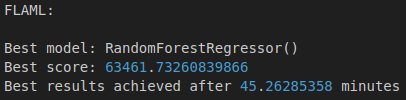 FLAML:
Best model: RandomForestRegressor()
Best score: 63461.73260839866
Best results achieved after 45.26285358 minutes